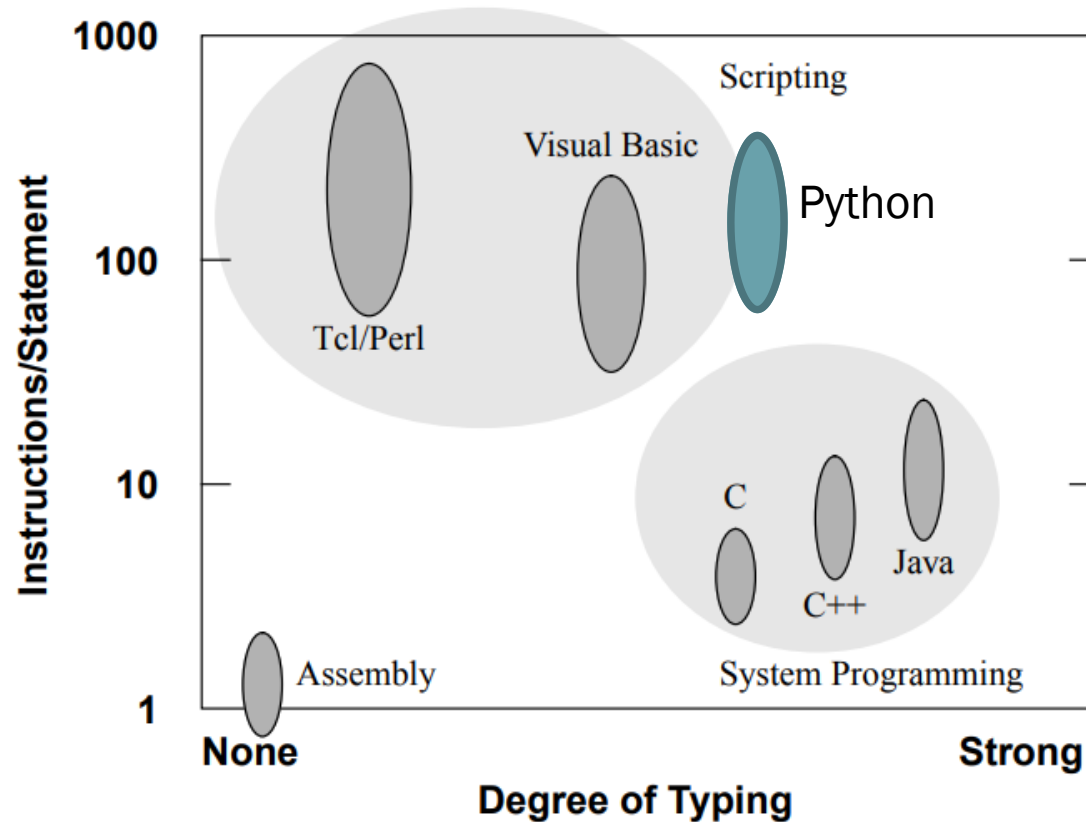 1000
Scripting
Visual Basic
Python
100
Tcl/Perl
Instructions/Statement
10
C
Java
C++
Assembly
System Programming
1
None
Strong
Degree of Typing